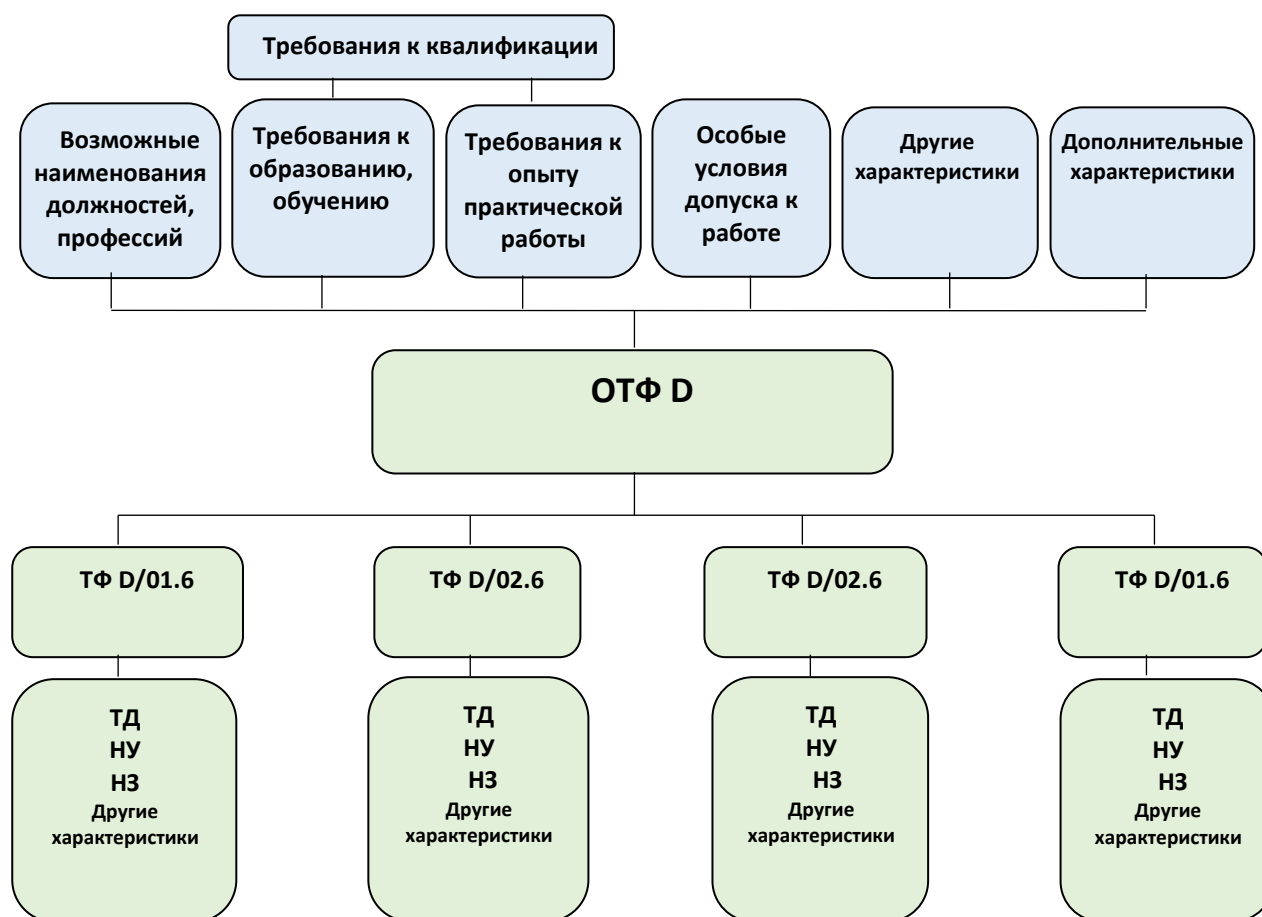 Требования к квалификации
Возможные
наименования
должностей,
профессий
Требования к
образованию,
обучению
Требования к
опыту
практической
работы
Особые
условия
допуска к
работе
Другие
характеристики
Дополнительные
характеристики
ОТФ D
ТФ D/01.6
ТФ D/02.6
ТФ D/02.6
ТФ D/01.6
ТД
НУ
НЗ
Другие
характеристики
ТД
НУ
НЗ
Другие
характеристики
ТД
НУ
НЗ
Другие
характеристики
ТД
НУ
НЗ
Другие
характеристики